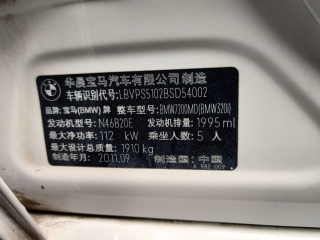 华晨宝马汽车有限公司 制造
车辆识别代号: LBVPS5102BSD54002
品牌: 宝马(BMW) 牌 整车型号: BMW7200MD(BMW320i)
发动机型号: N46B20E 发动机排量: 1995 ml
最大净功率: 112 kW 乘坐人数: 5 人
最大设计总质量: 1910 kg
制造年月: 2011.09 制造国: 中国